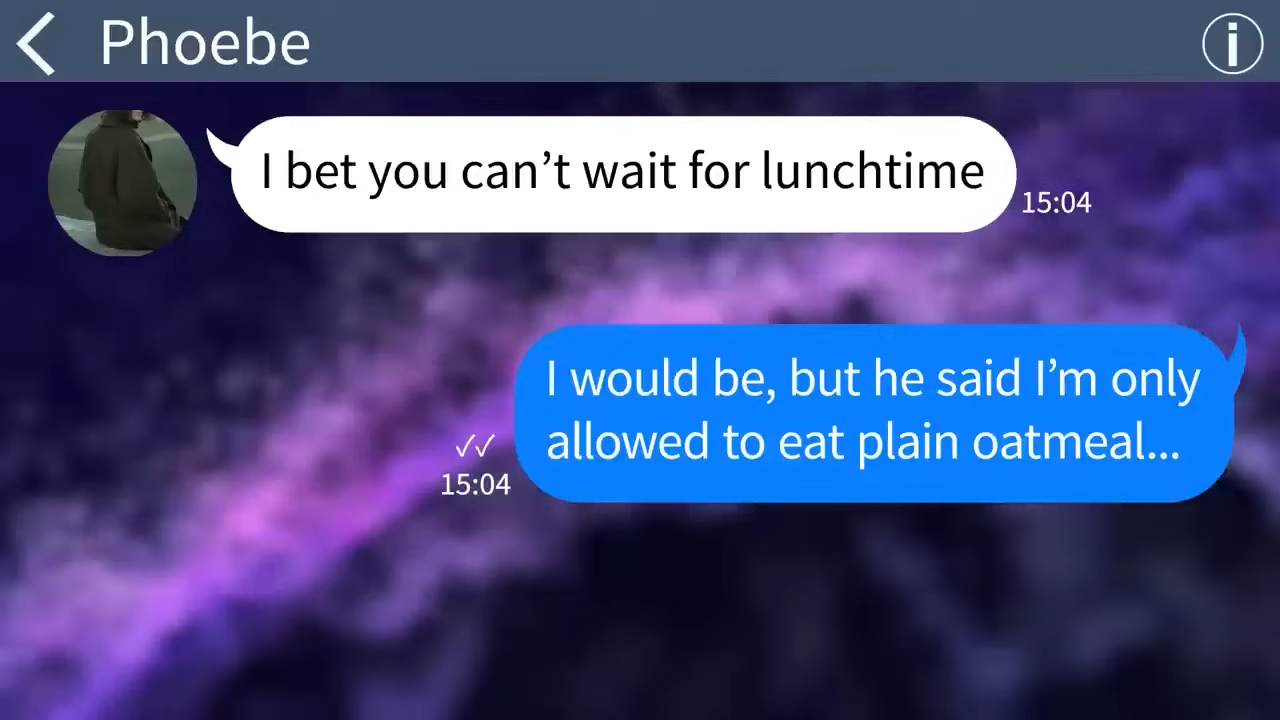 Phoebe
I bet you can’t wait for lunchtime
15:04
I would be, but he said I’m only
allowed to eat plain oatmeal...
15:04